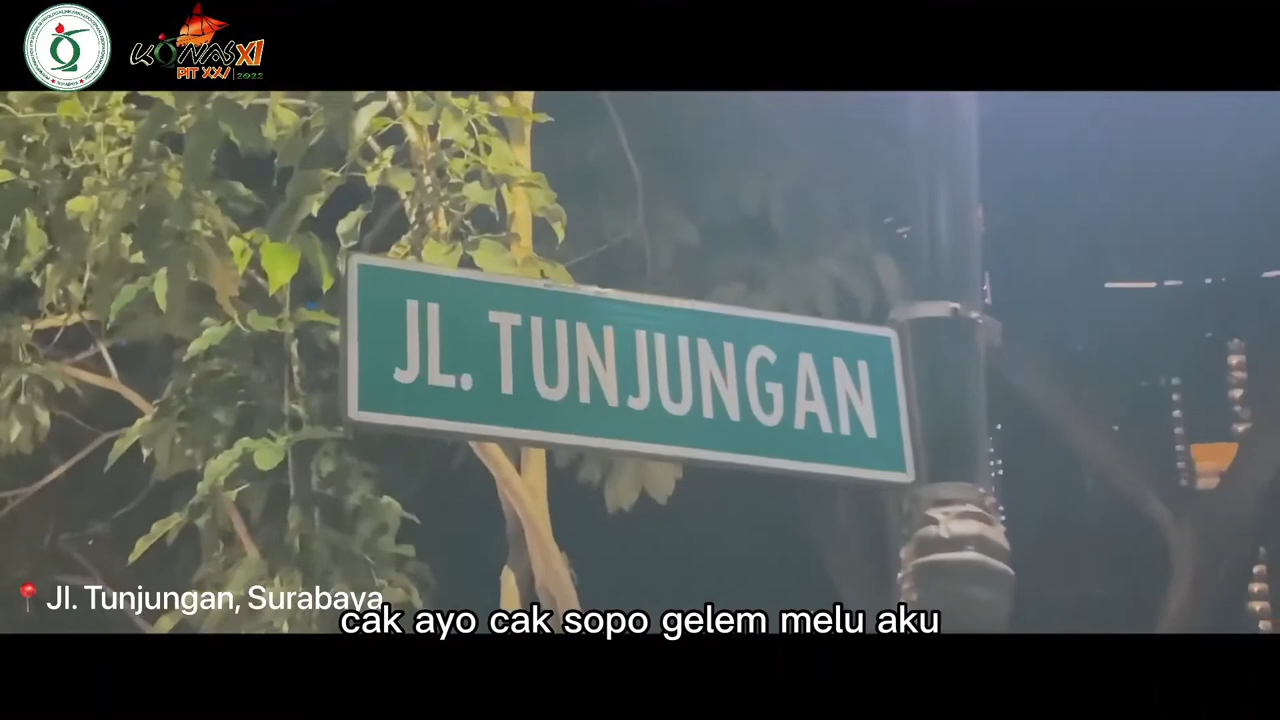 KONAS XI
PIT XXI 2022
JL. TUNJUNGAN
Jl. Tunjungan, Surabaya
cak ayo cak sopo gelem melu aku